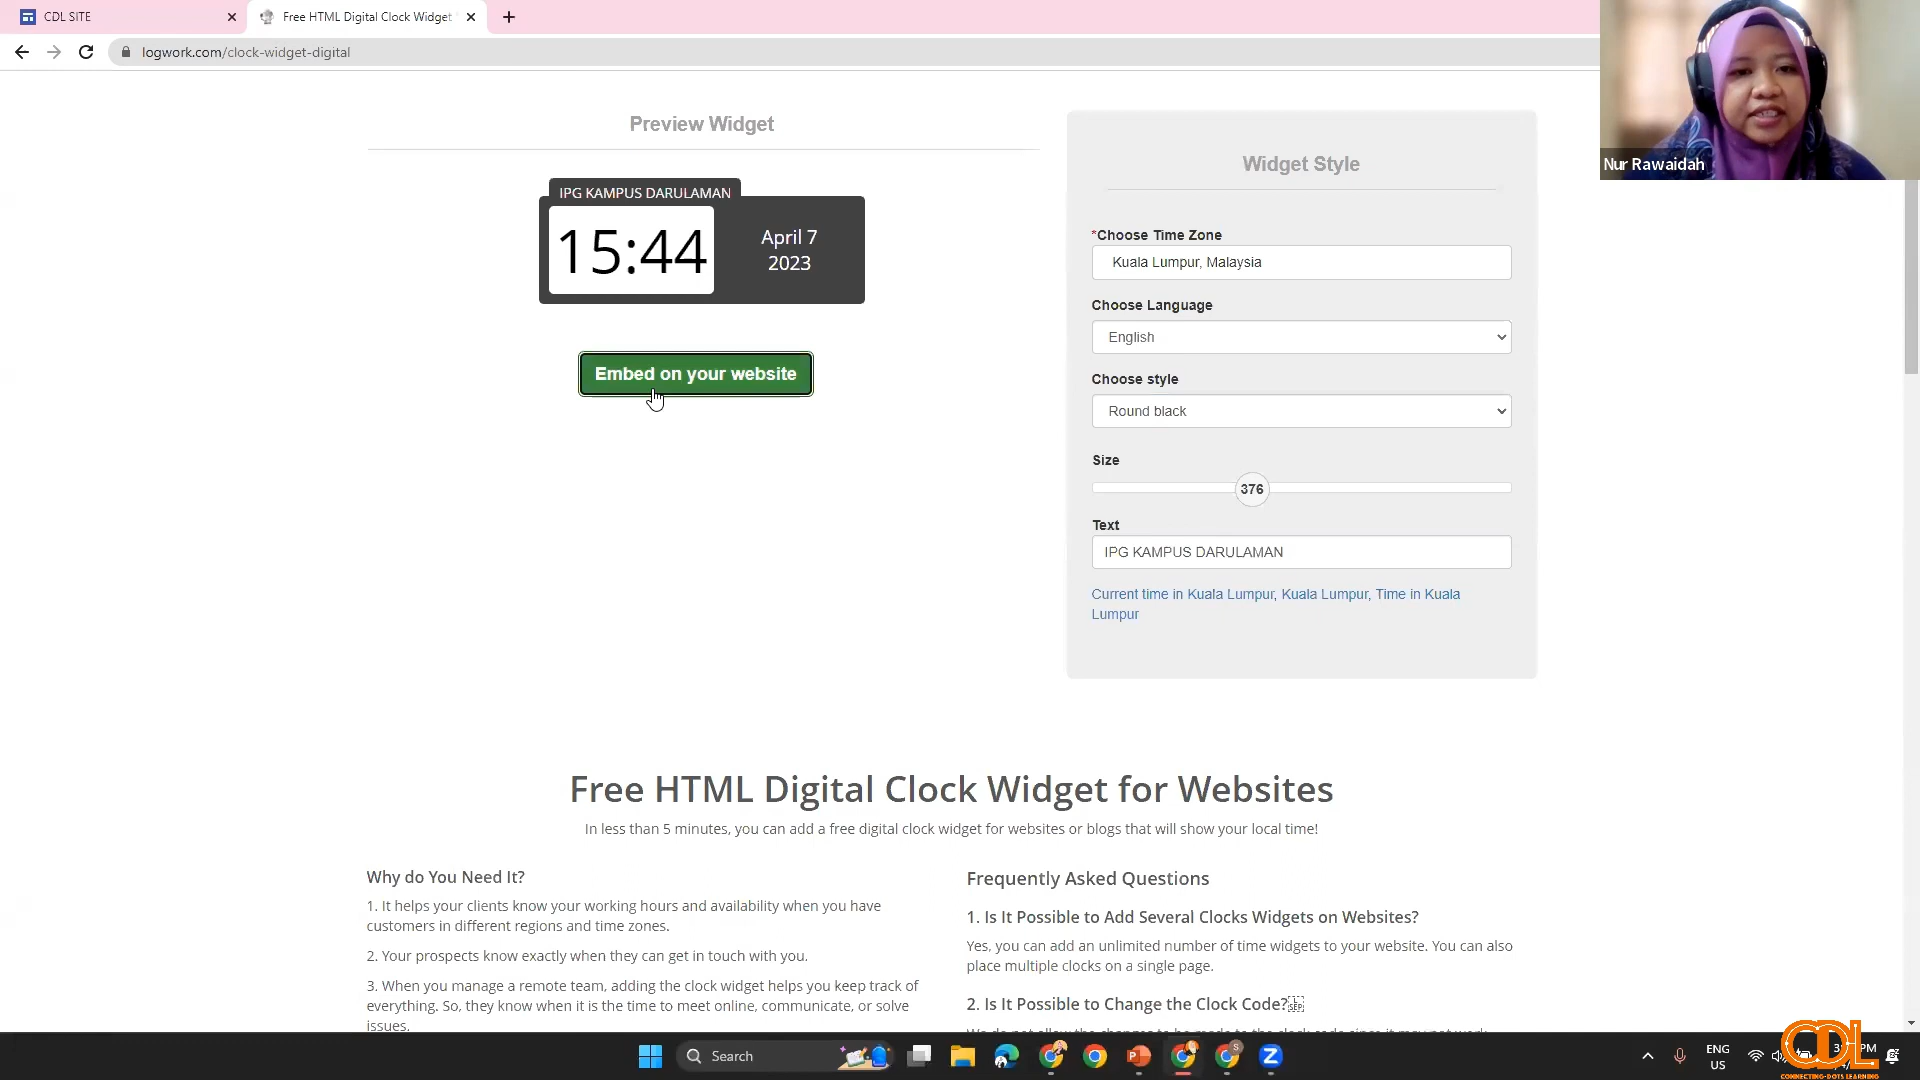 CDL SITE
Free HTML Digital Clock Widget
logwork.com/clock-widget-digital
Nur Rawaidah
Preview Widget
IPG KAMPUS DARULAMAN
15:44
April 7
2023
Embed on your website
Widget Style
*Choose Time Zone
Kuala Lumpur, Malaysia
Choose Language
English
Choose style
Round black
Size
376
Text
IPG KAMPUS DARULAMAN
Current time in Kuala Lumpur, Kuala Lumpur, Time in Kuala
Lumpur
Free HTML Digital Clock Widget for Websites
In less than 5 minutes, you can add a free digital clock widget for websites or blogs that will show your local time!
Why do You Need It?
1. It helps your clients know your working hours and availability when you have
customers in different regions and time zones.
2. Your prospects know exactly when they can get in touch with you.
3. When you manage a remote team, adding the clock widget helps you keep track of
everything. So, they know when it is the time to meet online, communicate, or solve
issues.
Frequently Asked Questions
1. Is It Possible to Add Several Clocks Widgets on Websites?
Yes, you can add an unlimited number of time widgets to your website. You can also
place multiple clocks on a single page.
2. Is It Possible to Change the Clock Code?
Search
ENG
US
PM
CDL
CONNECTING-DOTS LEARNING